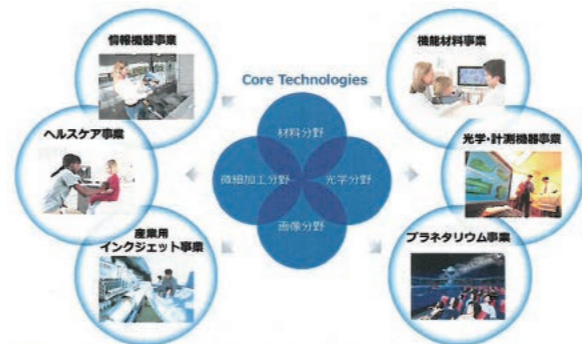 情報機器事業
機能材料事業
Core Technologies
材料分野
ヘルスケア事業
光学・計測機器事業
微細加工分野
光学分野
画像分野
産業用
インクジェット事業
プラネタリウム事業